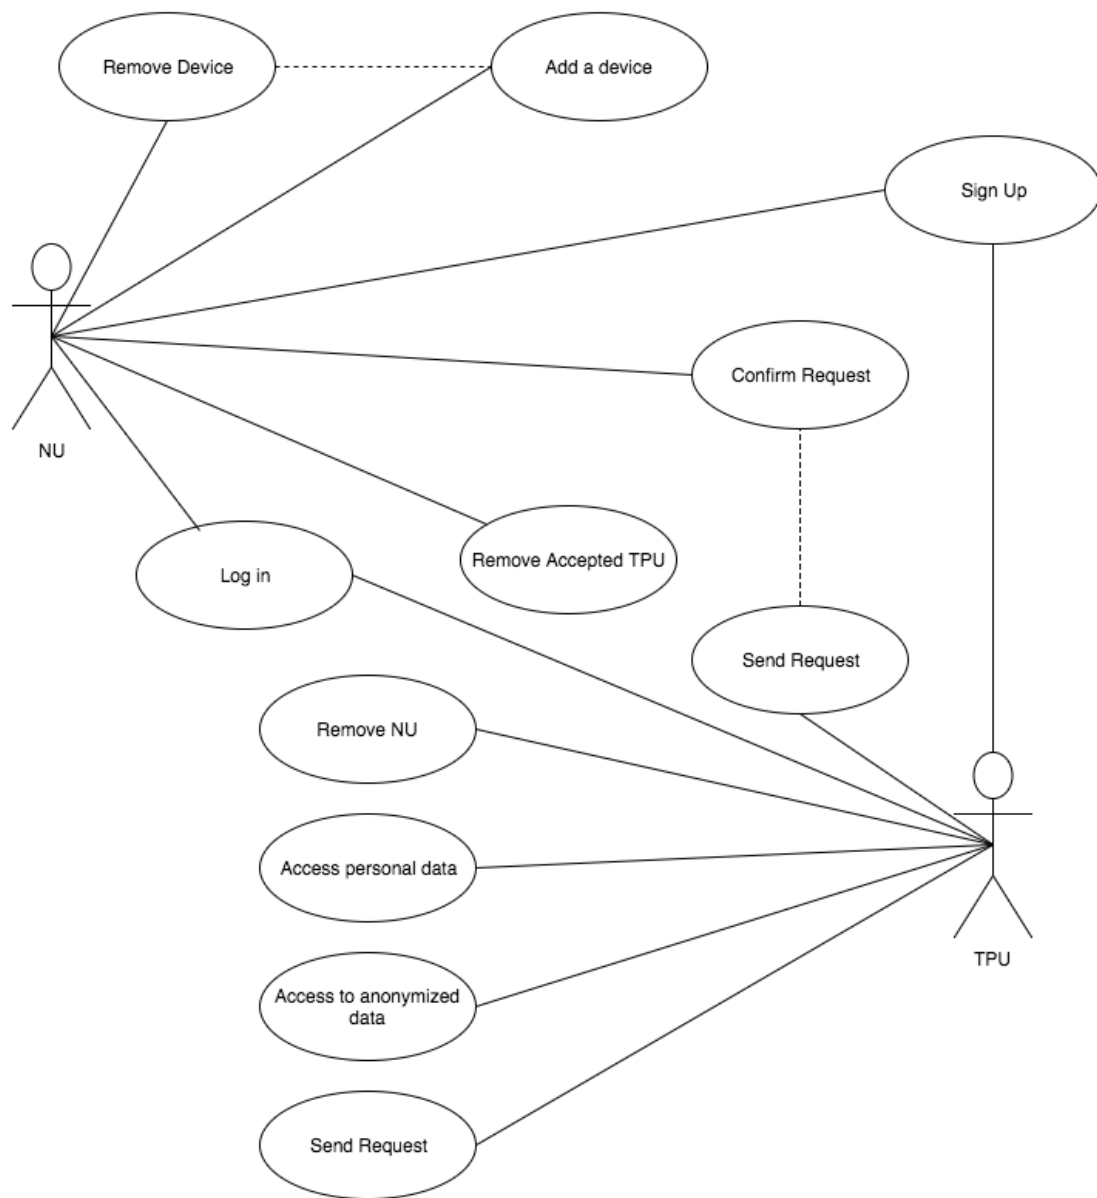 Remove Device
Add a device
Sign Up
Confirm Request
NU
Remove Accepted TPU
Log in
Send Request
Remove NU
Access personal data
TPU
Access to anonymized
data
Send Request